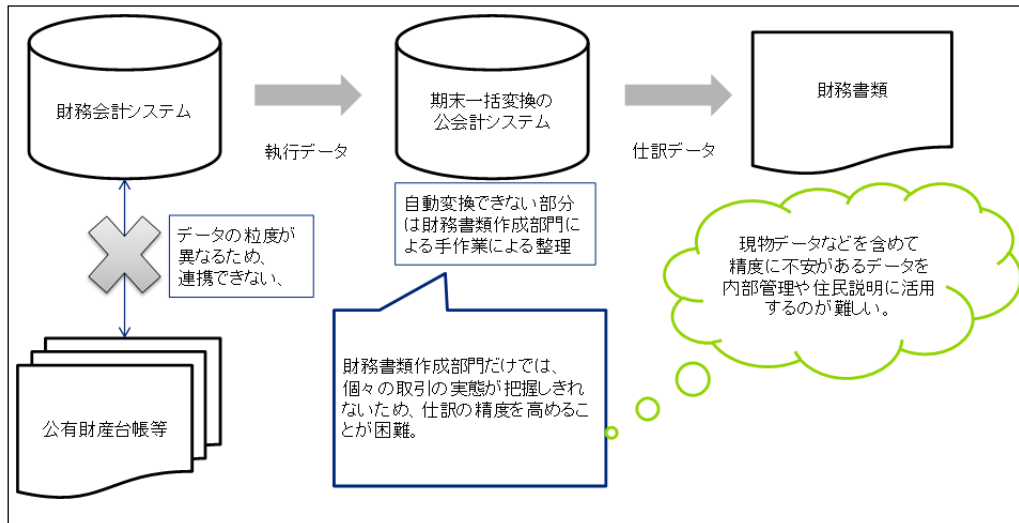 財務会計システム
執行データ
期末一括変換の
公会計システム
仕訳データ
財務書類
データの粒度が
異なるため、
連携できない、
自動変換できない部分
は財務書類作成部門に
よる手作業による整理
現物データなどを含めて
精度に不安があるデータを
内部管理や住民説明に活用
するのが難しい。
財務書類作成部門だけでは、
個々の取引の実態が把握しきれ
ないため、仕訳の精度を高めること
が困難。
公有財産台帳等